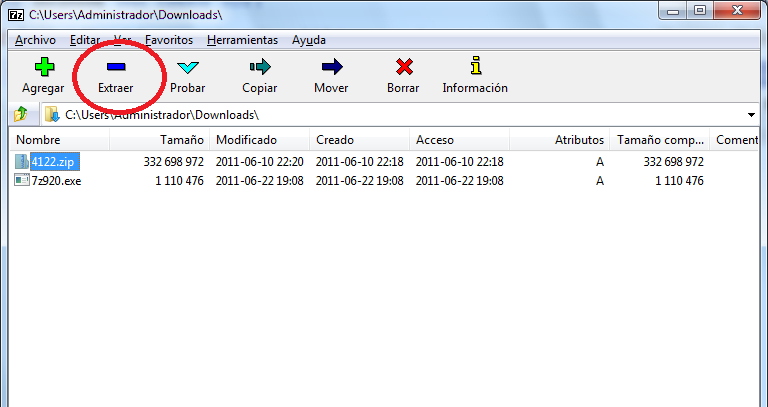 7z C:\Users\Administrador\Downloads\
Archivo Editar Ver Favoritos Herramientas Ayuda
Agregar Extraer Probar Copiar Mover Borrar Información
C:\Users\Administrador\Downloads\
Nombre Tamaño Modificado Creado Acceso Atributos Tamaño comp... Coment
4122.zip 332 698 972 2011-06-10 22:20 2011-06-10 22:18 2011-06-10 22:18 A 332 698 972
7z920.exe 1 110 476 2011-06-22 19:08 2011-06-22 19:08 2011-06-22 19:08 A 1 110 476